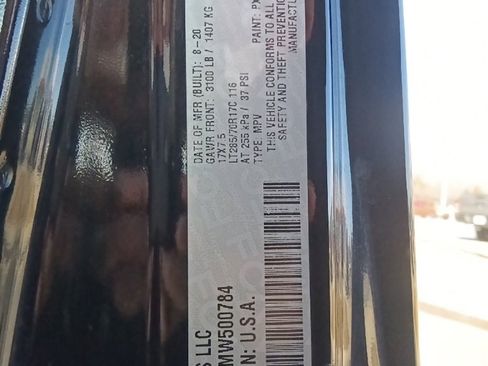 DATE OF MFR (BUILT): 8-20
GAWR FRONT: 3100 LB / 1407 KG
17X7.5
LT285/70R17C 116
AT 255 kPa / 37 PSI
TYPE: MPV
PAINT: PX
THIS VEHICLE CONFORMS TO ALL
SAFETY AND THEFT PREVENTION
MANUFACTU
S LLC
MW500784
N: U.S.A.